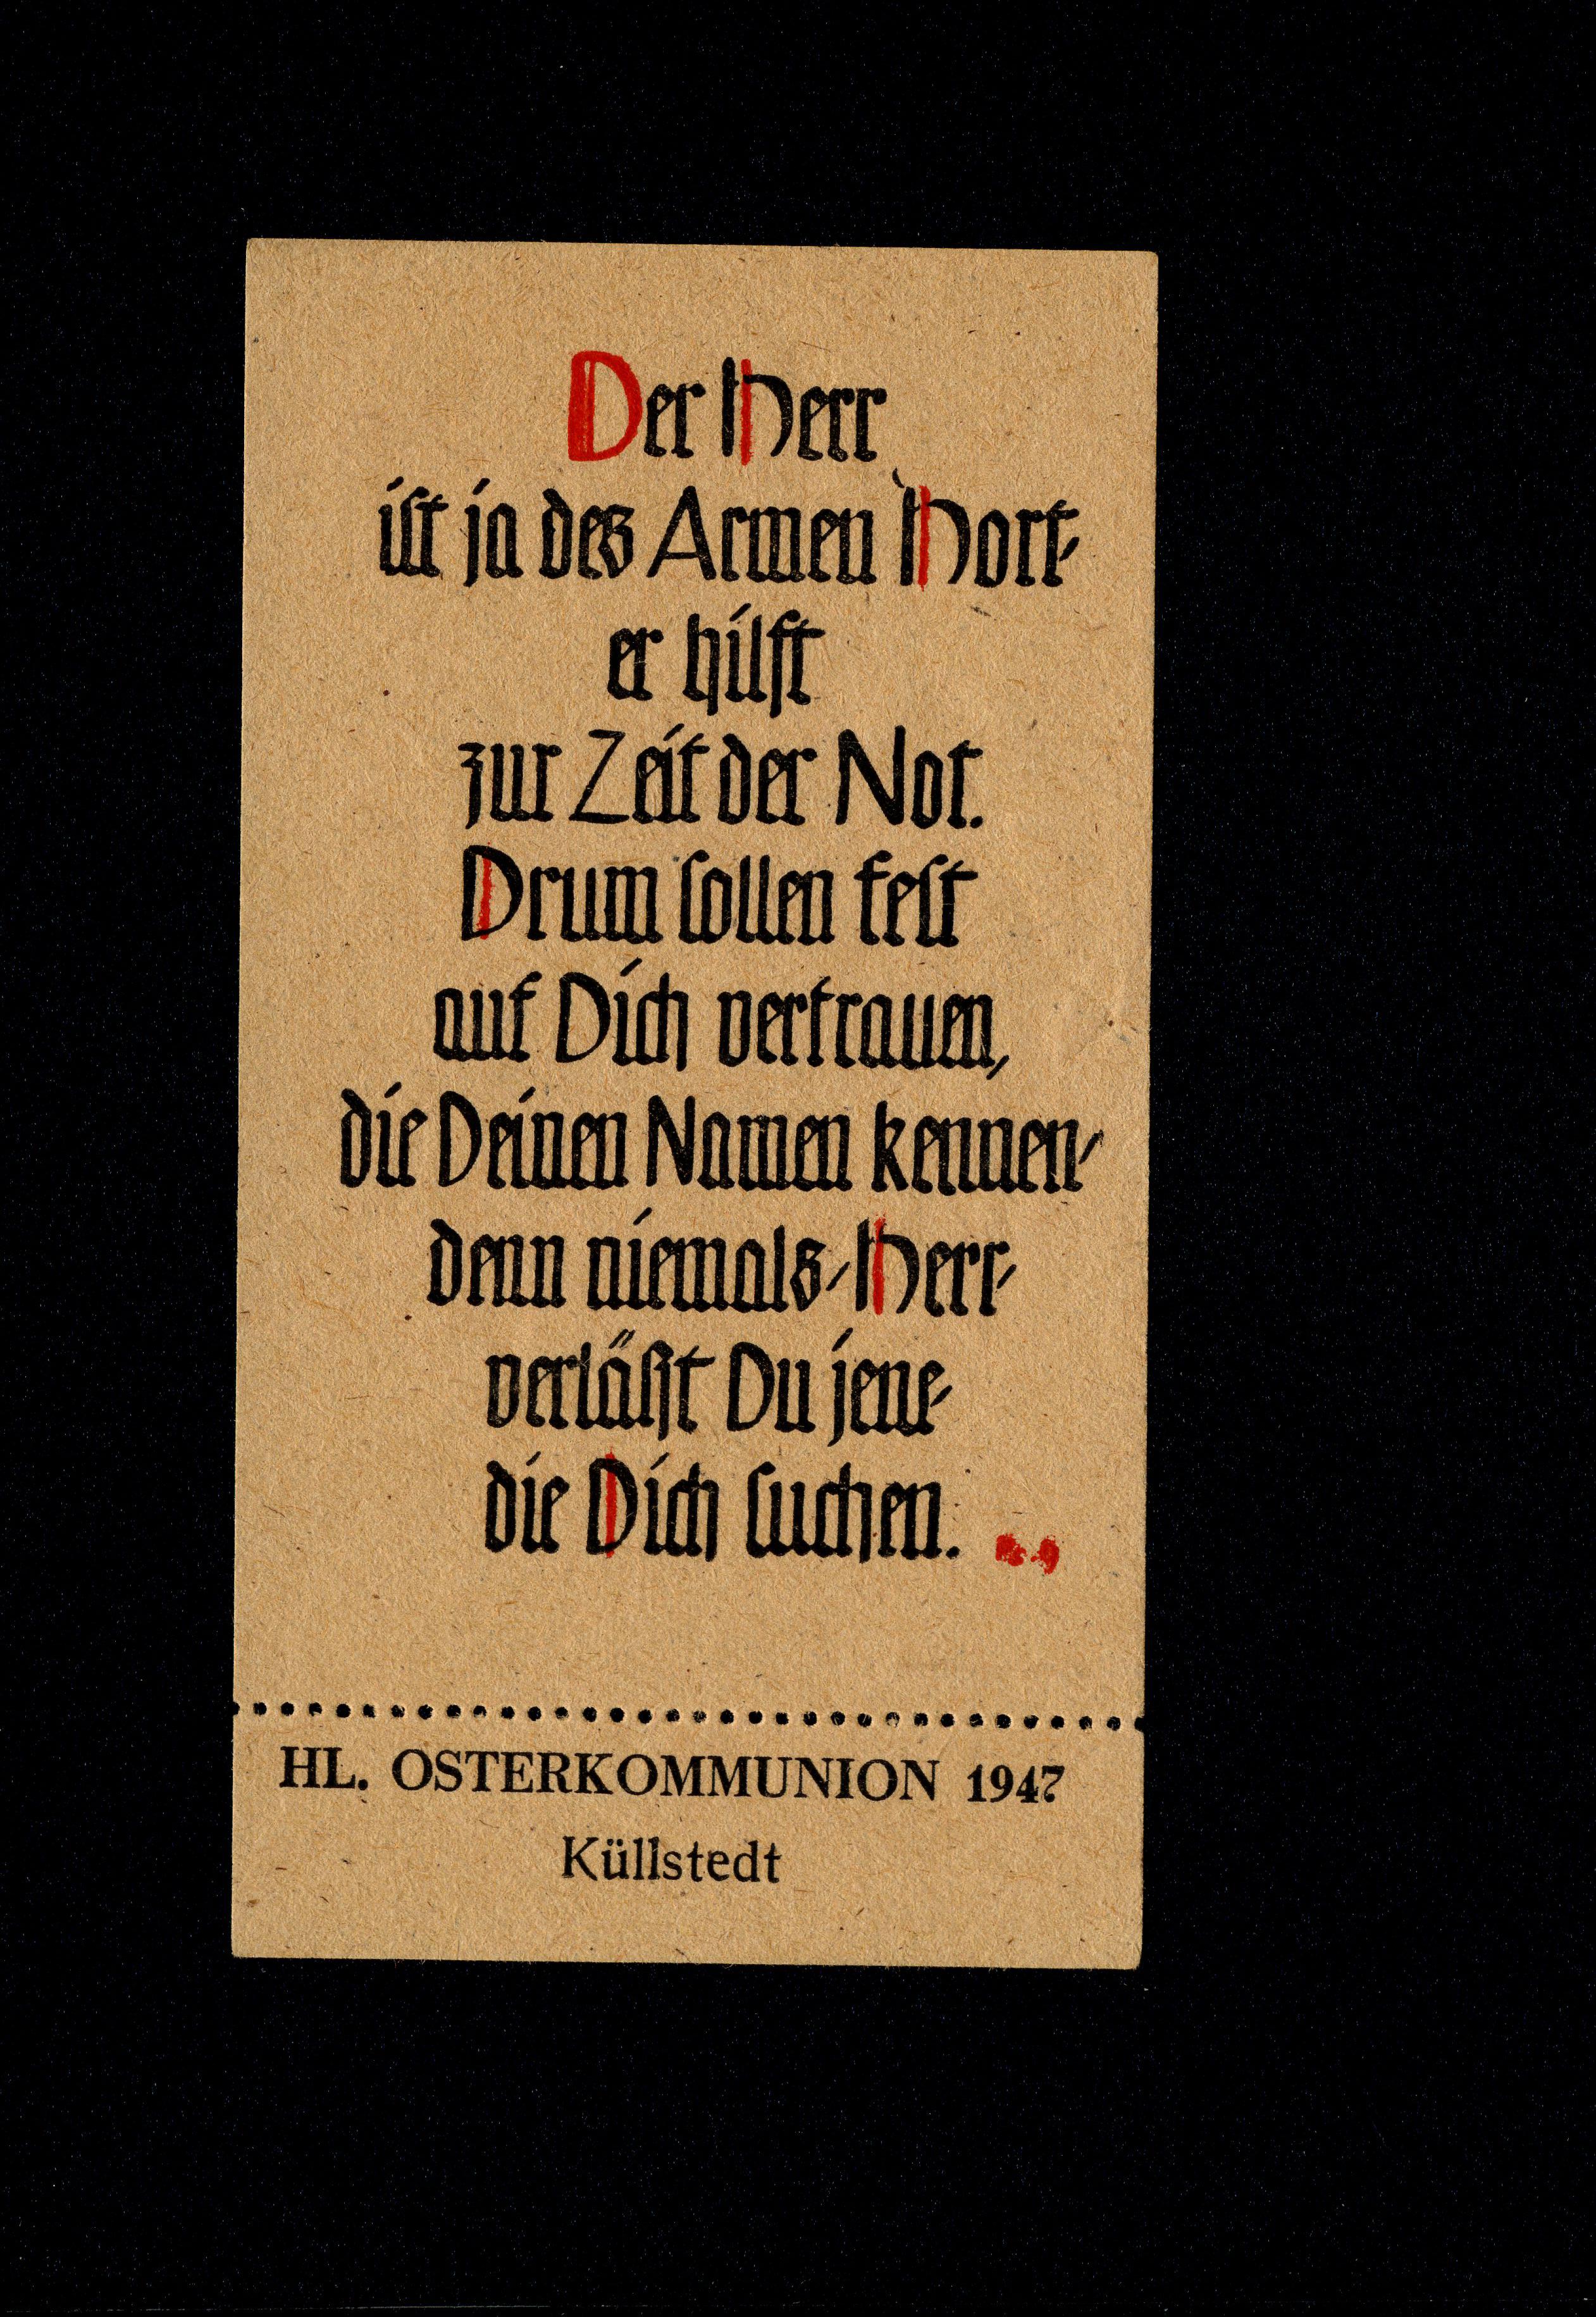 Der Herr
ist ja des Armen Hort,
er hilft
zur Zeit der Not.
Drum sollen fest
auf Dich vertrauen,
die Deinen Namen kennen,
denn niemals, Herr,
verläßt Du jene,
die Dich suchen.
HL. OSTERKOMMUNION 1947
Küllstedt